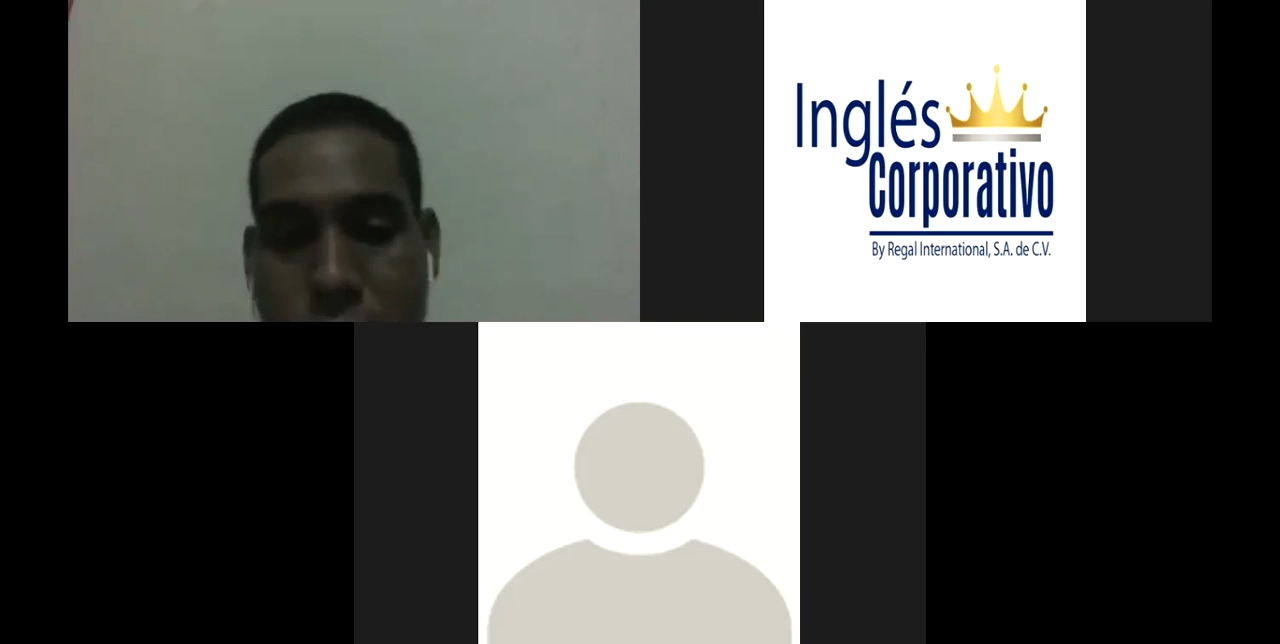 Inglés
Corporativo
By Regal International, S.A. de C.V.